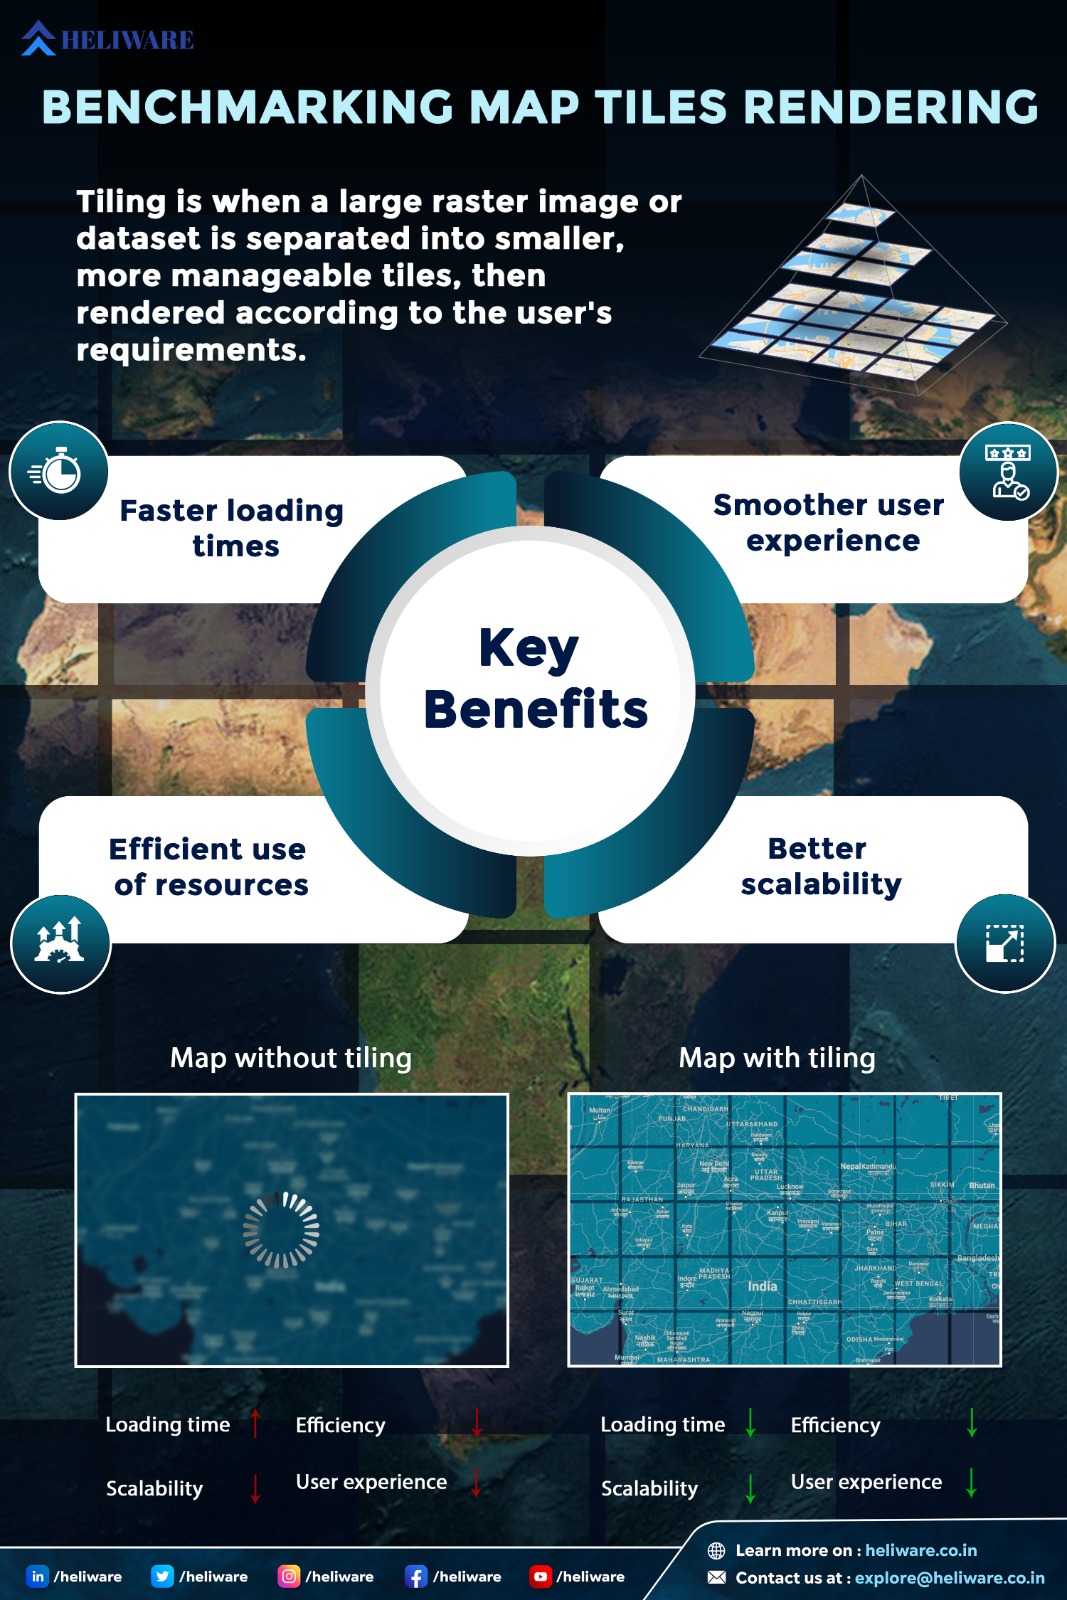 HELIWARE
BENCHMARKING MAP TILES RENDERING
Tiling is when a large raster image or
dataset is separated into smaller,
more manageable tiles, then
rendered according to the user's
requirements.
Faster loading
times
Smoother user
experience
Key
Benefits
Efficient use
of resources
Better
scalability
Map without tiling
Map with tiling
TIBET
Multan
CHANDIGARH
PUNJAB
UTTARAKHAND
HARYANA
New Delhi
नई दिल्ली
Nepal
Kathmandu
Agra
UTTAR
PRADESH
Jaipur
Lucknow
SIKKIM
Bhutan
RAJASTHAN
Kanpur
BIHAR
Patna
MEGHA
Bangladesh
JHARKHAND
GUJARAT
Rajkot
Ahmedabad
Indore
MADHYA
PRADESH
India
WEST BENGAL
CHHATTISGARH
Kolkata
Surat
Nagpur
Nashik
ODISHA
Mumbai
MAHARASHTRA
Loading time ↑ Efficiency ↓
Scalability ↓ User experience ↓
Loading time ↓ Efficiency ↓
Scalability ↓ User experience ↓
Learn more on : heliware.co.in
/heliware /heliware /heliware /heliware /heliware
Contact us at : explore@heliware.co.in